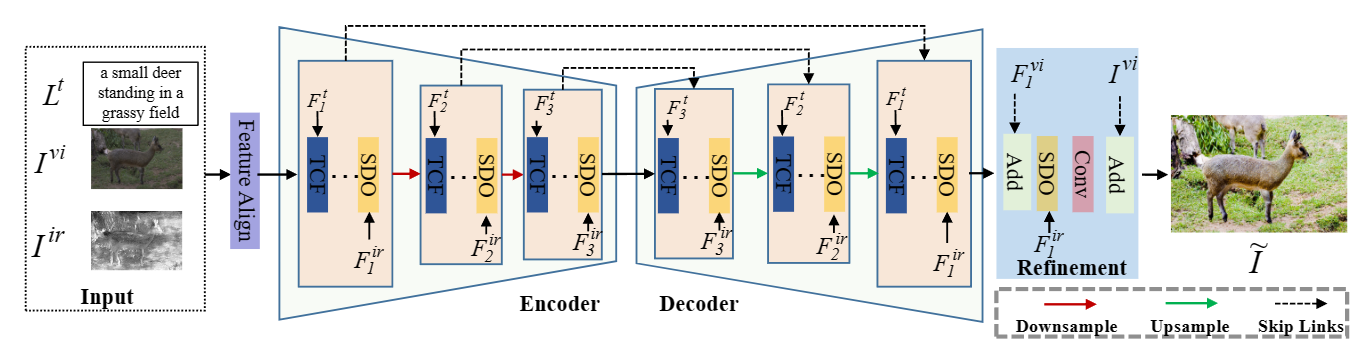 L^t
a small deer
standing in a
grassy field
I^{vi}
I^{ir}
Input
Feature Align
F_1^t
TCF
...
SDO
F_1^{ir}
F_2^t
TCF
...
SDO
F_2^{ir}
F_3^t
TCF
...
SDO
F_3^{ir}
Encoder
F_3^t
TCF
...
SDO
F_3^{ir}
F_2^t
TCF
...
SDO
F_2^{ir}
F_1^t
TCF
...
SDO
F_1^{ir}
Decoder
F_1^{vi}
I^{vi}
Add
SDO
Conv
Add
F_1^{ir}
Refinement
\tilde{I}
Downsample
Upsample
Skip Links